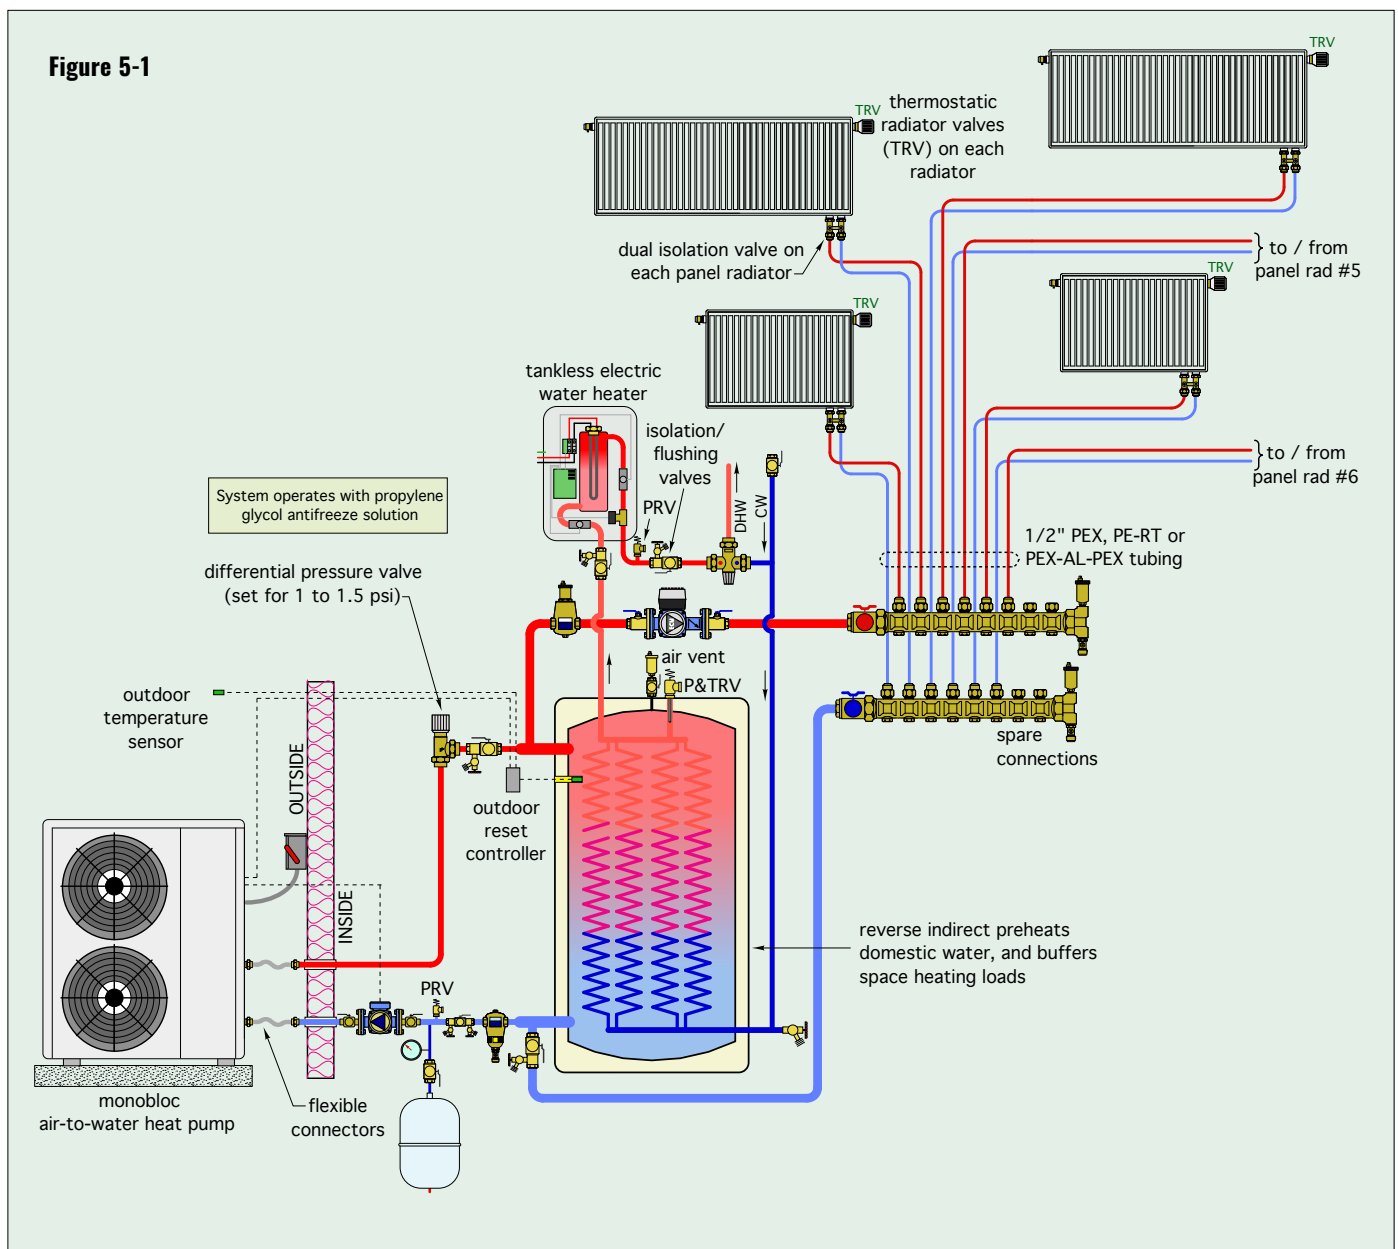 Figure 5-1
TRV
TRV
thermostatic
radiator valves
(TRV) on each
radiator
dual isolation valve on
each panel radiator
to / from
panel rad #5
TRV
TRV
tankless electric
water heater
isolation/
flushing
valves
to / from
panel rad #6
System operates with propylene
glycol antifreeze solution
PRV
DHW
CW
1/2" PEX, PE-RT or
PEX-AL-PEX tubing
differential pressure valve
(set for 1 to 1.5 psi)
air vent
P&TRV
outdoor
temperature
sensor
spare
connections
OUTSIDE
outdoor
reset
controller
INSIDE
reverse indirect preheats
domestic water, and buffers
space heating loads
PRV
monobloc
air-to-water heat pump
flexible
connectors